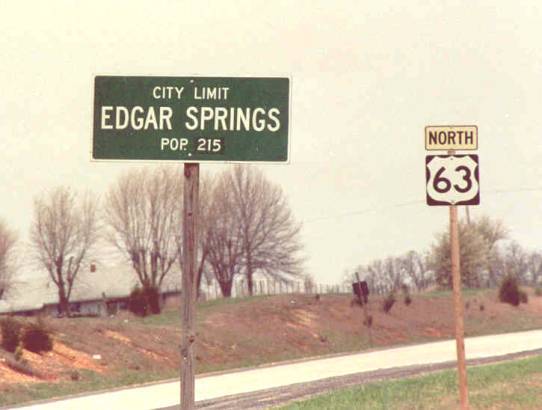 CITY LIMIT
EDGAR SPRINGS
POP. 215
NORTH
63